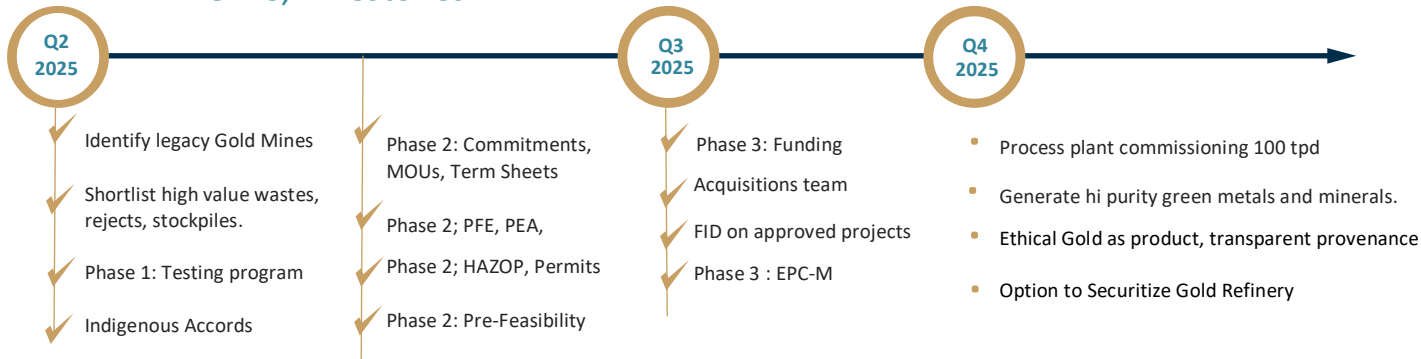 Q2
2025
Q3
2025
Q4
2025
Identify legacy Gold Mines
Shortlist high value wastes,
rejects, stockpiles.
Phase 1: Testing program
Indigenous Accords
Phase 2: Commitments,
MOUs, Term Sheets
Phase 2; PFE, PEA,
Phase 2; HAZOP, Permits
Phase 2: Pre-Feasibility
Phase 3: Funding
Acquisitions team
FID on approved projects
Phase 3 : EPC-M
Process plant commissioning 100 tpd
Generate hi purity green metals and minerals.
Ethical Gold as product, transparent provenance
Option to Securitize Gold Refinery